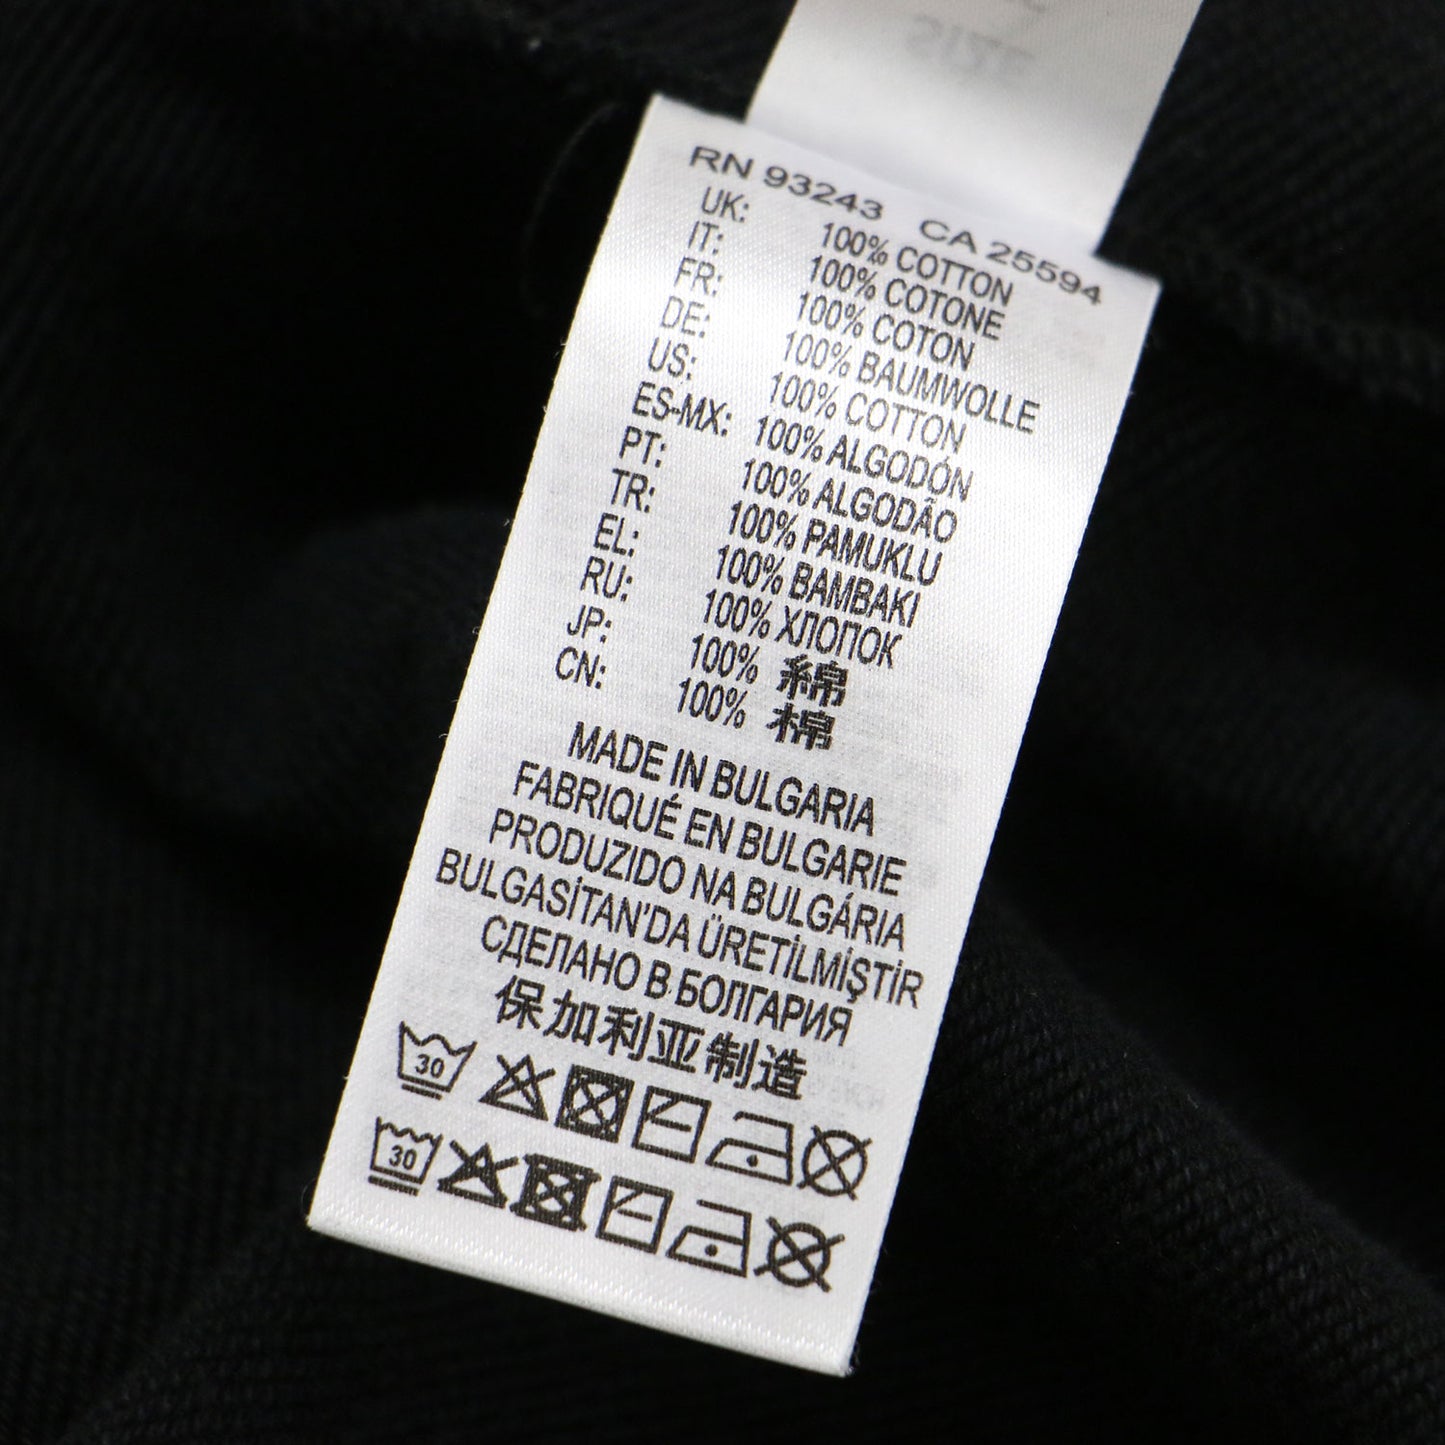 SIZE
RN 93243 CA 25594
UK: 100% COTTON
IT: 100% COTONE
FR: 100% COTON
DE: 100% BAUMWOLLE
US: 100% COTTON
ES-MX: 100% ALGODÓN
PT: 100% ALGODÃO
TR: 100% PAMUKLU
EL: 100% BAMBAKI
RU: 100% ХЛОПОК
JP: 100% 綿
CN: 100% 棉
MADE IN BULGARIA
FABRIQUÉ EN BULGARIE
PRODUZIDO NA BULGÁRIA
BULGASİTAN'DA ÜRETİLMİŞTİR
СДЕЛАНО В БОЛГАРИЯ
保加利亚制造
30
30